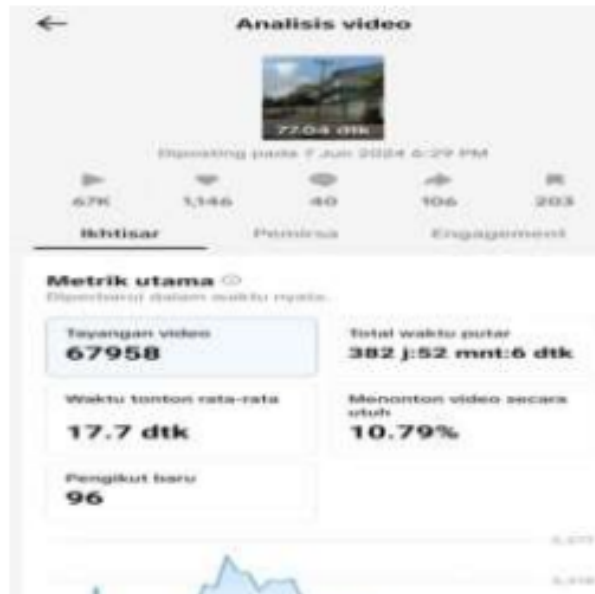 Analisis video
77.04 dtk
Diposting pada 7 Jun 2024 6:29 PM
67K 1,146 40 106 203
Ikhtisar Pemirsa Engagement
Metrik utama
Diperbarui dalam waktu nyata.
Tayangan video
67958
Total waktu putar
382 j:52 mnt:6 dtk
Waktu tonton rata-rata
17.7 dtk
Menonton video secara
utuh
10.79%
Pengikut baru
96